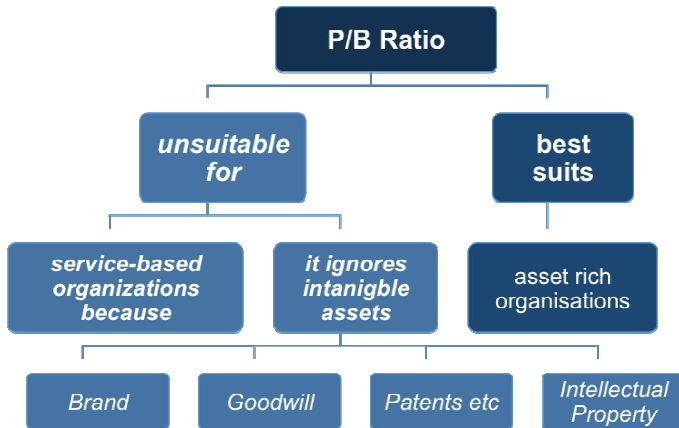 P/B Ratio
unsuitable
for
best
suits
service-based
organizations
because
it ignores
intanigble
assets
asset rich
organisations
Brand
Goodwill
Patents etc
Intellectual
Property